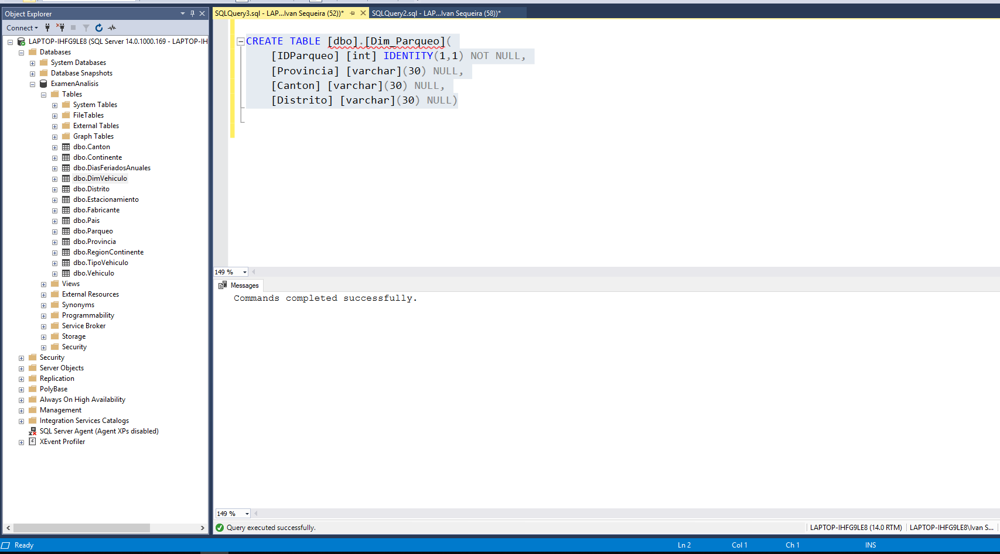 Object Explorer
Connect
LAPTOP-IHFG9LE8 (SQL Server 14.0.1000.169 - LAPTOP-IH
Databases
System Databases
Database Snapshots
ExamenAnalisis
Tables
System Tables
FileTables
External Tables
Graph Tables
dbo.Canton
dbo.Continente
dbo.DiasFeriadosAnuales
dbo.DimVehiculo
dbo.Distrito
dbo.Estacionamiento
dbo.Fabricante
dbo.Pais
dbo.Parqueo
dbo.Provincia
dbo.RegionContinente
dbo.TipoVehiculo
dbo.Vehiculo
Views
External Resources
Synonyms
Programmability
Service Broker
Storage
Security
Security
Server Objects
Replication
PolyBase
Always On High Availability
Management
Integration Services Catalogs
SQL Server Agent (Agent XPs disabled)
XEvent Profiler
SQLQuery3.sql - LAP...Ivan Sequeira (52))*
SQLQuery2.sql - LAP...Ivan Sequeira (58))*
CREATE TABLE [dbo].[Dim_Parqueo](
[IDParqueo] [int] IDENTITY(1,1) NOT NULL,
[Provincia] [varchar](30) NULL,
[Canton] [varchar](30) NULL,
[Distrito] [varchar](30) NULL)
149 %
Messages
Commands completed successfully.
149 %
Query executed successfully.
LAPTOP-IHFG9LE8 (14.0 RTM)
LAPTOP-IHFG9LE8\Ivan S...
Ready
Ln 2
Col 1
Ch 1
INS